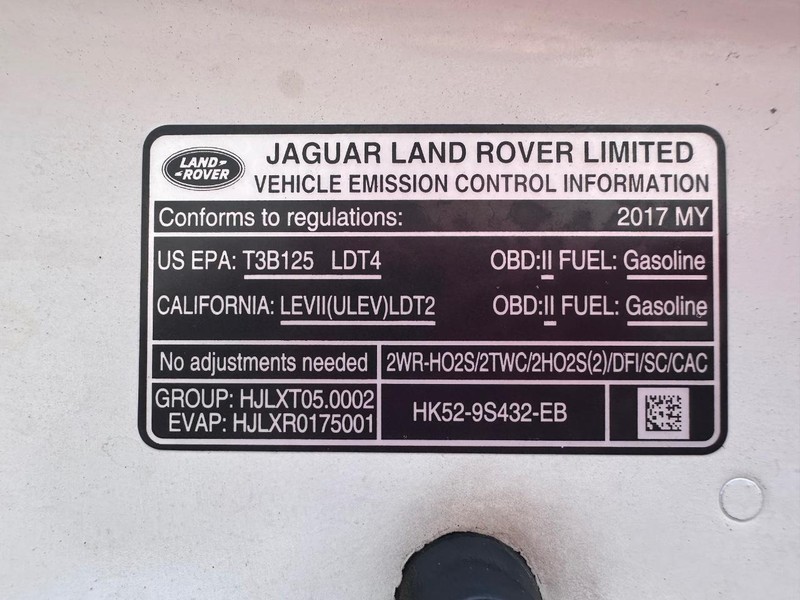 LAND-
-ROVER
JAGUAR LAND ROVER LIMITED
VEHICLE EMISSION CONTROL INFORMATION
Conforms to regulations: 2017 MY
US EPA: T3B125 LDT4 OBD:II FUEL: Gasoline
CALIFORNIA: LEVII(ULEV)LDT2 OBD:II FUEL: Gasoline
No adjustments needed 2WR-HO2S/2TWC/2HO2S(2)/DFI/SC/CAC
GROUP: HJLXT05.0002
EVAP: HJLXR0175001
HK52-9S432-EB